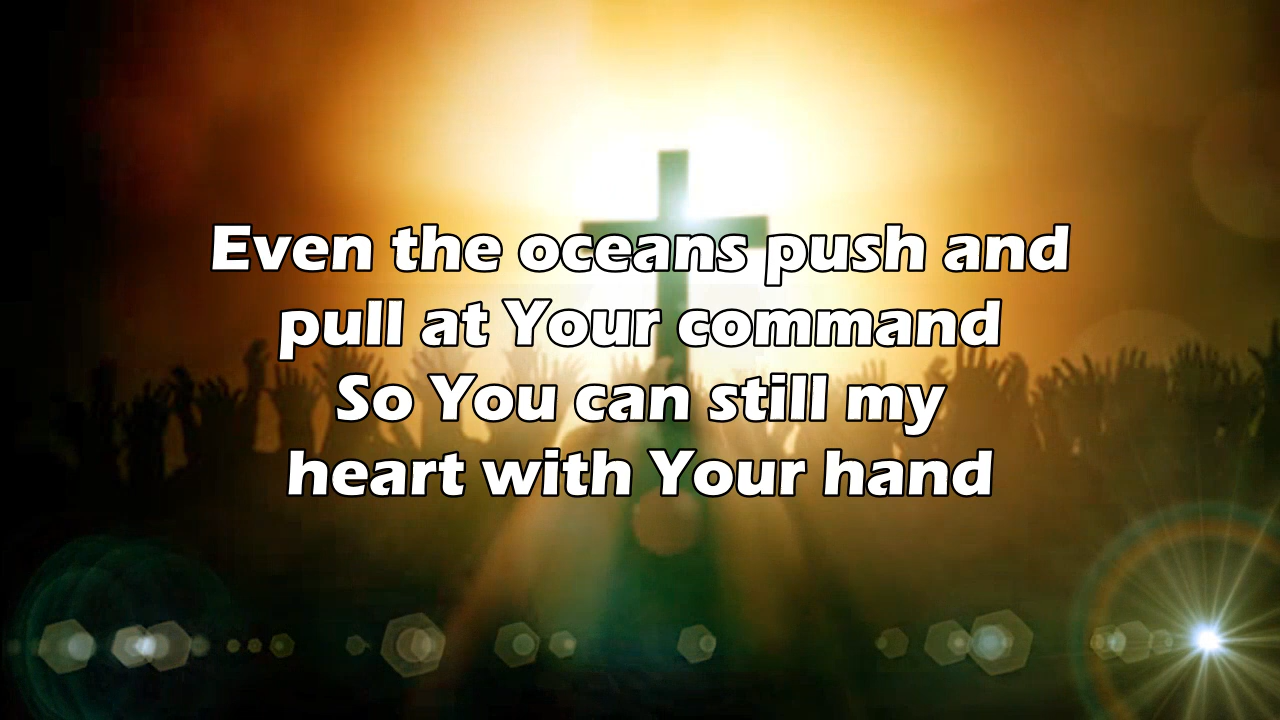 Even the oceans push and
pull at Your command
So You can still my
heart with Your hand